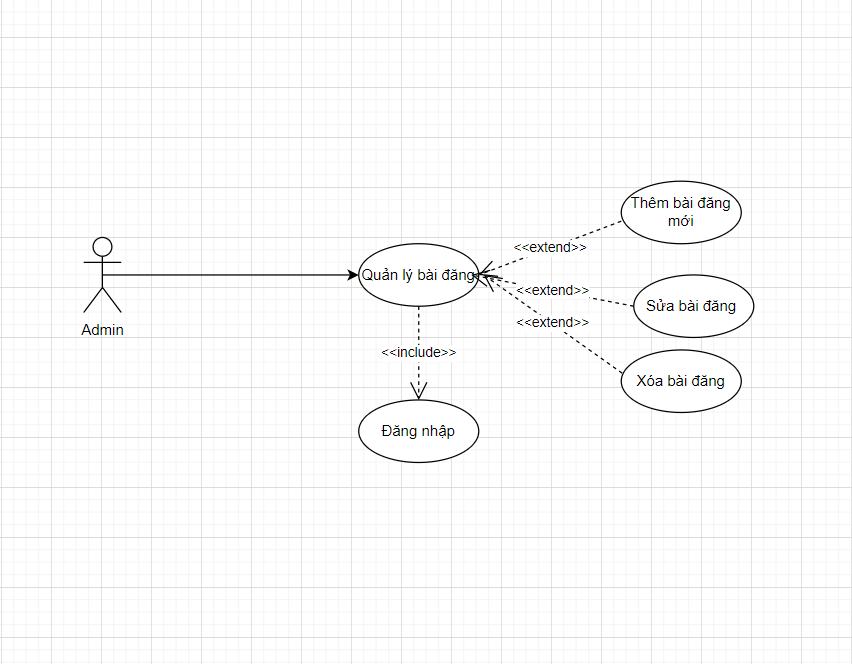 Thêm bài đăng
mới
<<extend>>
Quản lý bài đăng
<<extend>>
Sửa bài đăng
<<extend>>
Admin
<<include>>
Xóa bài đăng
Đăng nhập